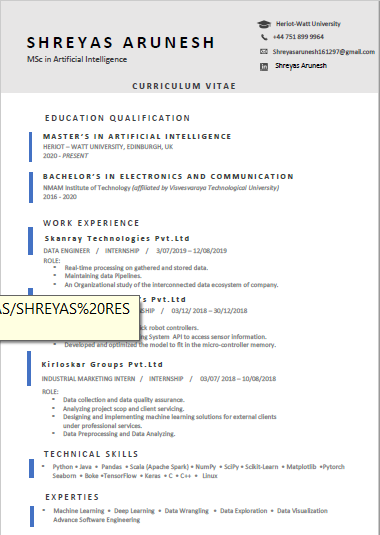 Heriot-Watt University
SHREYAS ARUNESH
+44 751 899 9964
Shreyasarunesh161297@gmail.com
MSc in Artificial Intelligence
Shreyas Arunesh
CURRICULUM VITAE
EDUCATION QUALIFICATION
MASTER'S IN ARTIFICIAL INTELLIGENCE
HERIOT – WATT UNIVERSITY, EDINBURGH, UK
2020 - PRESENT
BACHELOR'S IN ELECTRONICS AND COMMUNICATION
NMAM Institute of Technology (affiliated by Visvesvaraya Technological University)
2016 - 2020
WORK EXPERIENCE
Skanray Technologies Pvt.Ltd
DATA ENGINEER / INTERNSHIP / 3/07/2019 – 12/08/2019
ROLE:
• Real-time processing on gathered and stored data.
• Maintaining data Pipelines.
• An Organizational study of the interconnected data ecosystem of company.
's Pvt.Ltd
AS/SHREYAS%20RES
INTERNSHIP / 03/12/ 2018 – 30/12/2018
ick robot controllers.
ing System API to access sensor information.
• Developed and optimized the model to fit in the micro-controller memory.
Kirloskar Groups Pvt.Ltd
INDUSTRIAL MARKETING INTERN / INTERNSHIP / 03/07/ 2018 – 10/08/2018
ROLE:
• Data collection and data quality assurance.
• Analyzing project scop and client servicing.
• Designing and implementing machine learning solutions for external clients
under professional services.
• Data Preprocessing and Data Analyzing.
TECHNICAL SKILLS
• Python • Java • Pandas • Scala (Apache Spark) • NumPy • SciPy • Scikit-Learn • Matplotlib •Pytorch
Seaborn • Boke •TensorFlow • Keras • C • C++ • Linux
EXPERTIES
• Machine Learning • Deep Learning • Data Wrangling • Data Exploration • Data Visualization
Advance Software Engineering